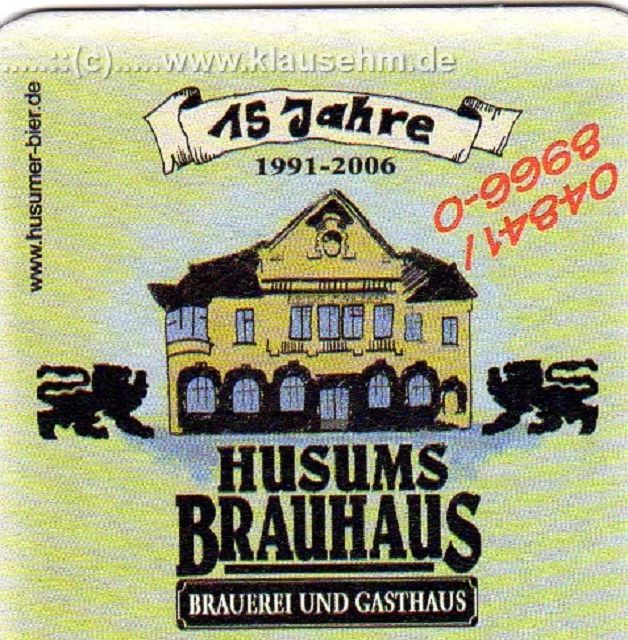 .....::(c).....www.klausehm.de
www.husumer-bier.de
15 Jahre
1991-2006
04841/
8966-0
HUSUMS
BRAUHAUS
BRAUEREI UND GASTHAUS